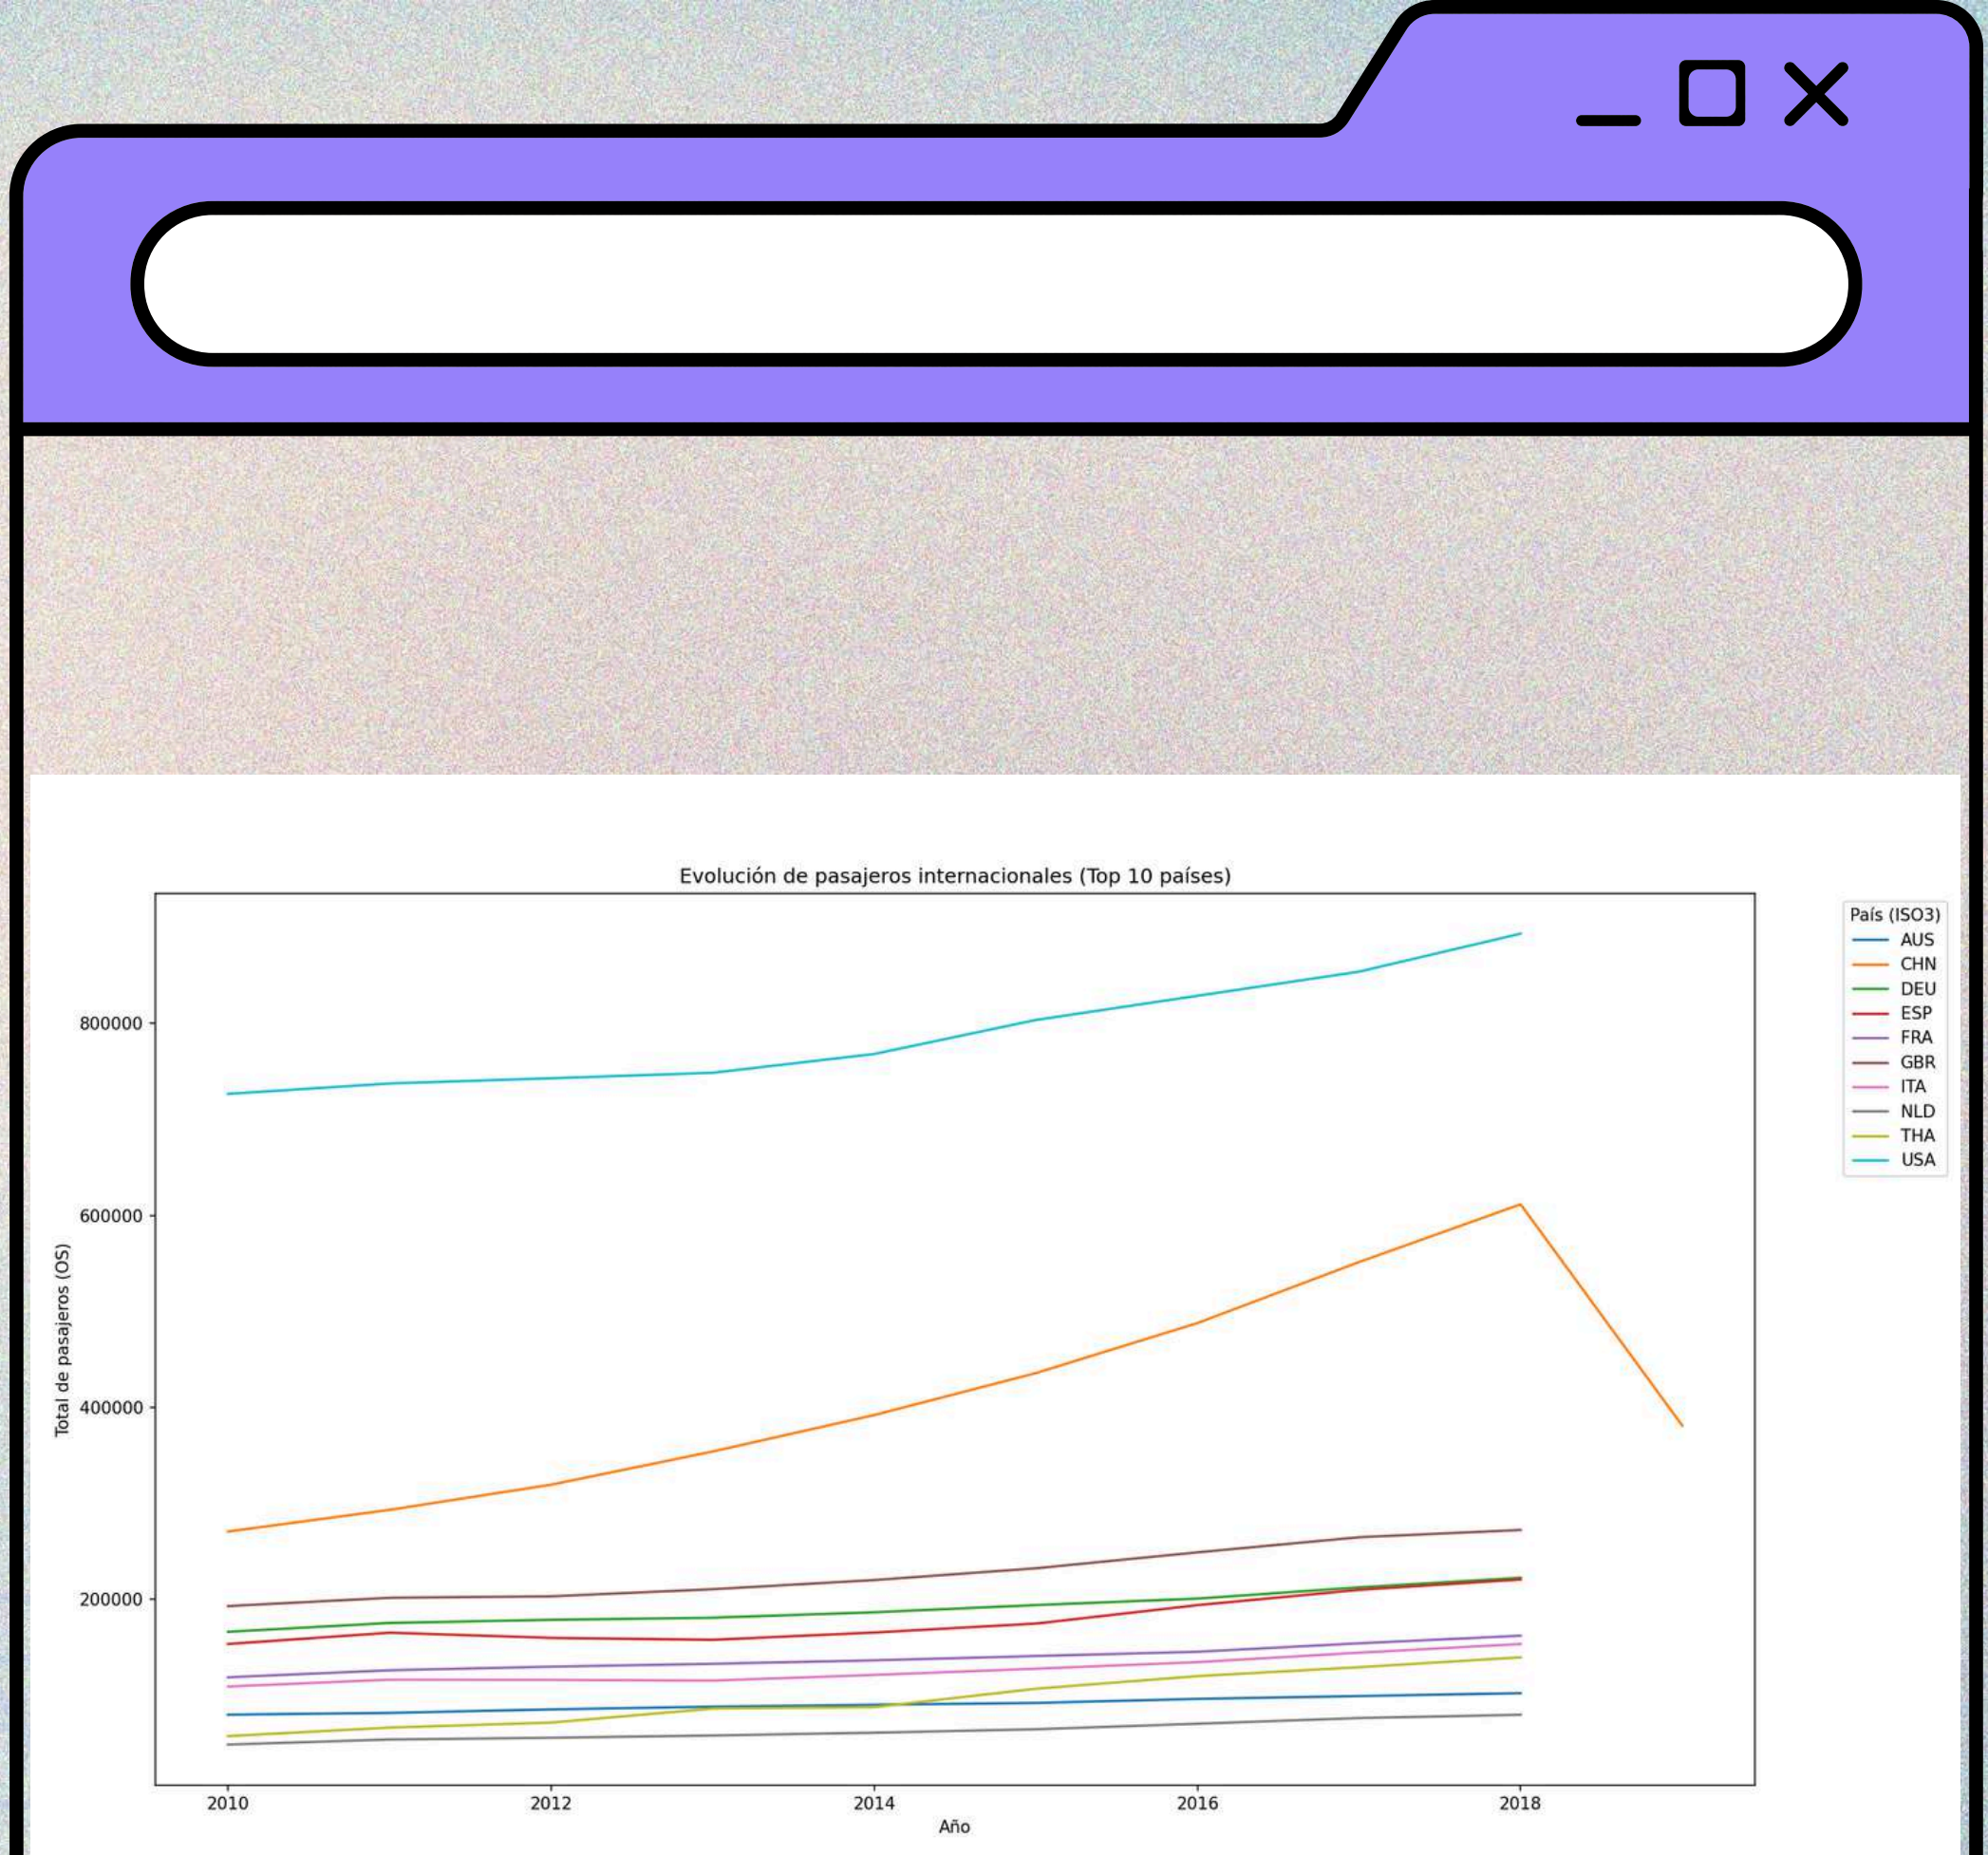 Evolución de pasajeros internacionales (Top 10 países)
País (ISO3)
AUS
CHN
DEU
ESP
FRA
GBR
ITA
NLD
THA
USA
800000
600000
400000
200000
Total de pasajeros (OS)
2010 2012 2014 2016 2018
Año